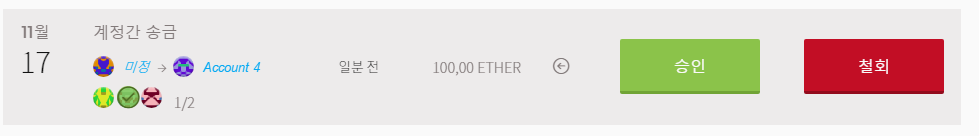 11월
17
계정간 송금
미정 → Account 4
1/2
일분 전
100,00 ETHER
승인
철회